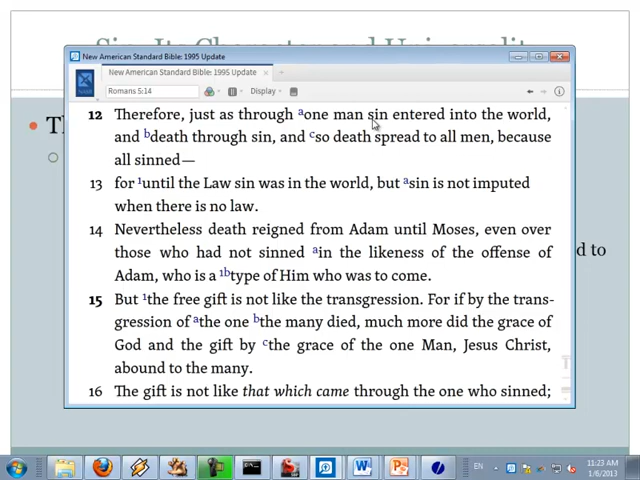 Sin, Its Character and Universality
New American Standard Bible: 1995 Update
New American Standard Bible: 1995 Update
Romans 5:14
Display
12 Therefore, just as through aone man sin entered into the world,
and bdeath through sin, and cso death spread to all men, because
all sinned—
13 for 1until the Law sin was in the world, but asin is not imputed
when there is no law.
14 Nevertheless death reigned from Adam until Moses, even over
those who had not sinned ain the likeness of the offense of
Adam, who is a 1btype of Him who was to come.
15 But 1the free gift is not like the transgression. For if by the trans-
gression of athe one bthe many died, much more did the grace of
God and the gift by cthe grace of the one Man, Jesus Christ,
abound to the many.
16 The gift is not like that which came through the one who sinned;
to
EN
11:23 AM
1/6/2013